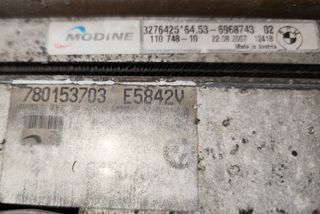 MODINE
3276425*64.53-6968743 02
110 748-10 22.08.2007 12418
Made in Austria
780153703 E5842V